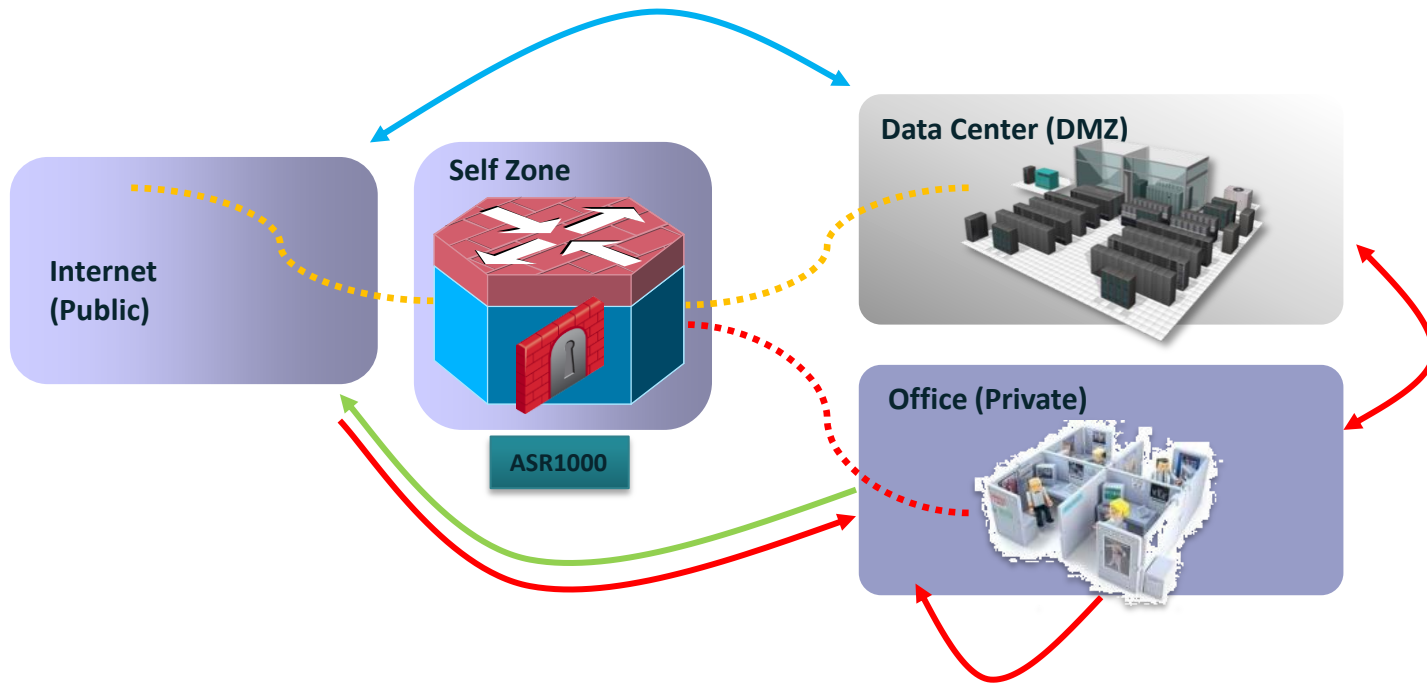 Data Center (DMZ)
Self Zone
Internet
(Public)
Office (Private)
ASR1000